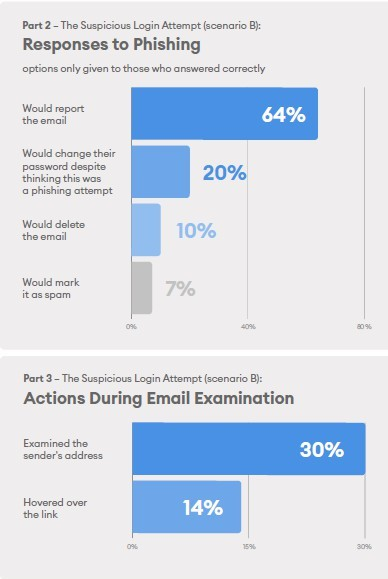 Part 2 – The Suspicious Login Attempt (scenario B):
Responses to Phishing
options only given to those who answered correctly
Would report
the email
64%
Would change their
password despite
thinking this was
a phishing attempt
20%
Would delete
the email
10%
Would mark
it as spam
7%
0%
40%
80%
Part 3 – The Suspicious Login Attempt (scenario B):
Actions During Email Examination
Examined the
sender's address
30%
Hovered over
the link
14%
0%
15%
30%